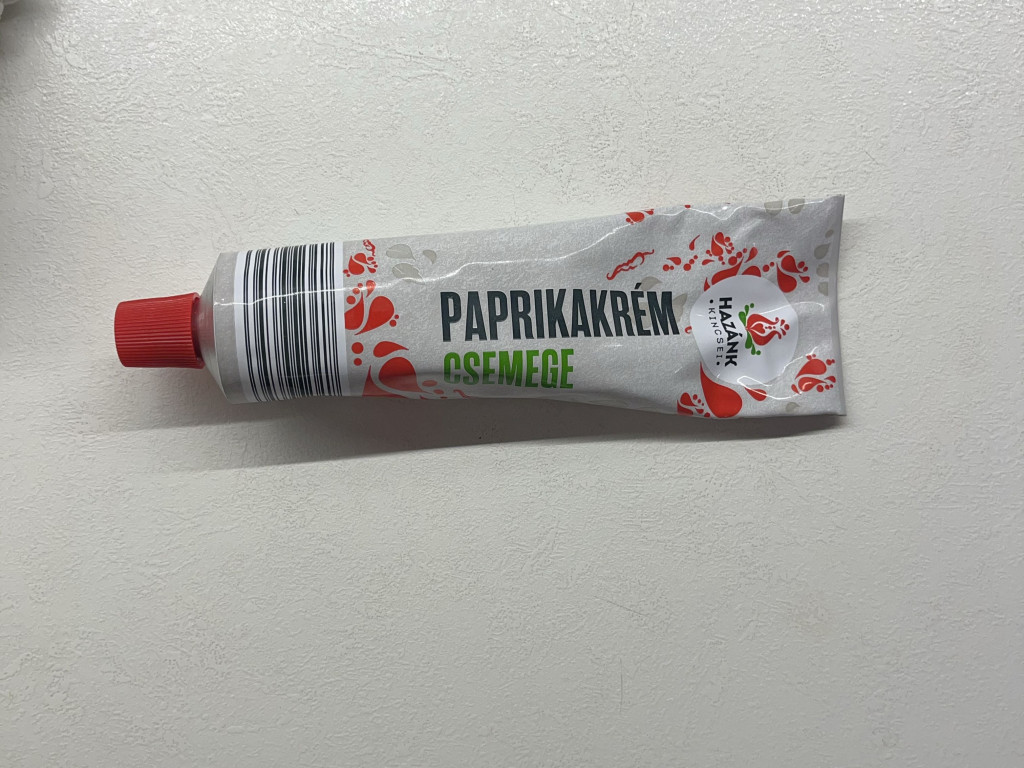 PAPRIKAKRÉM
CSEMEGE
HAZÁNK
• KINCSEI •